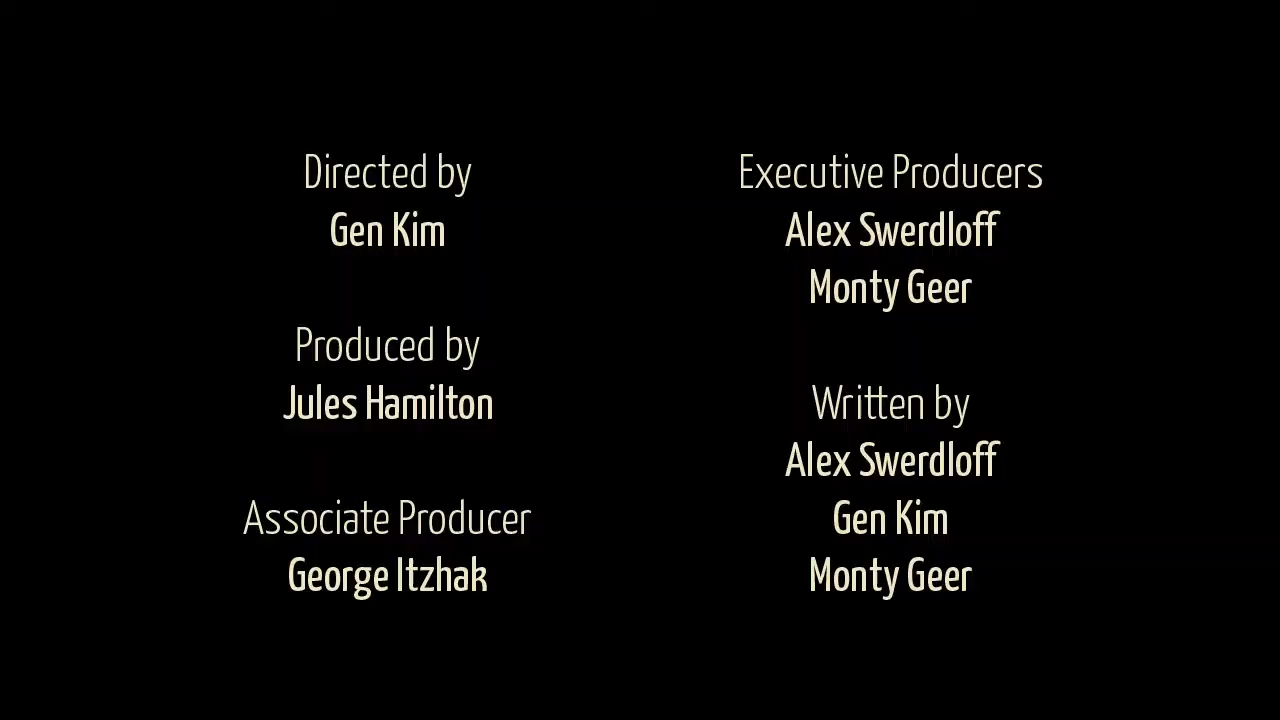 Directed by
Gen Kim
Produced by
Jules Hamilton
Associate Producer
George Itzhak
Executive Producers
Alex Swerdloff
Monty Geer
Written by
Alex Swerdloff
Gen Kim
Monty Geer